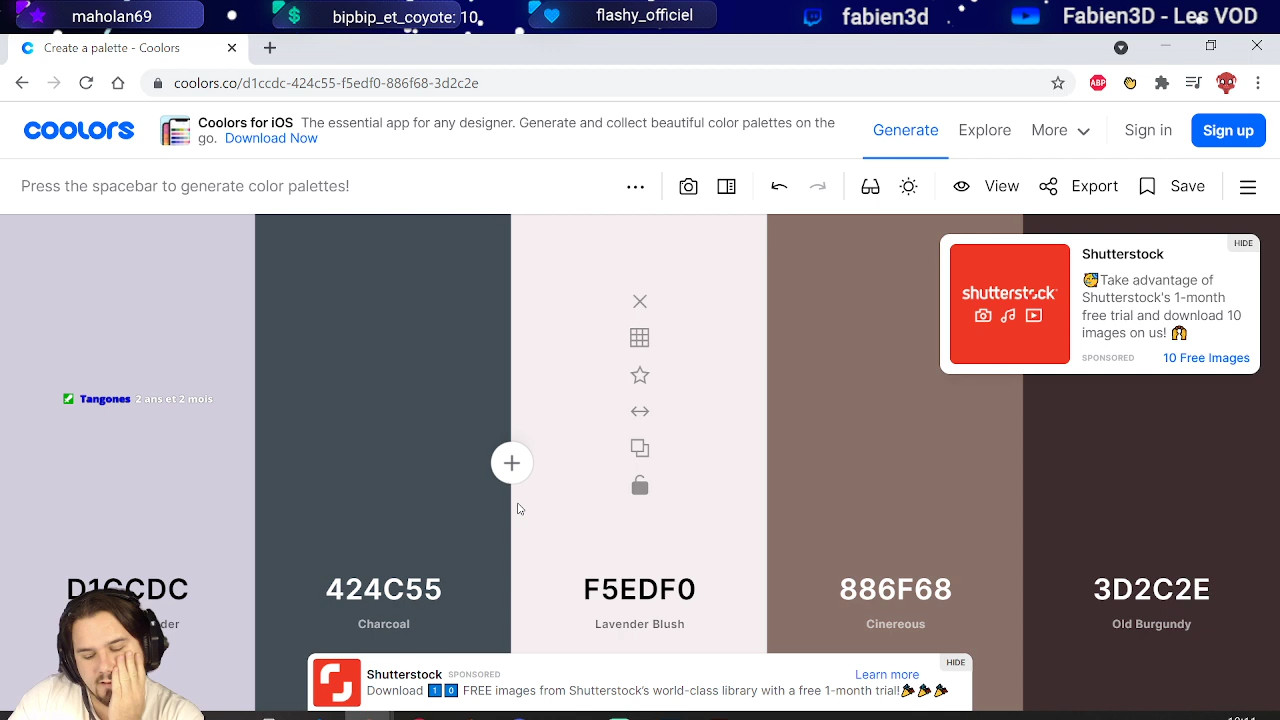 maholan69
bipbip_et_coyote: 10
flashy_officiel
fabien3d
Fabien3D - Les VOD
Create a palette - Coolors
coolors.co/d1ccdc-424c55-f5edf0-886f68-3d2c2e
ABP
coolors
Coolors for iOS The essential app for any designer. Generate and collect beautiful color palettes on the
go. Download Now
Generate
Explore
More
Sign in
Sign up
Press the spacebar to generate color palettes!
View
Export
Save
HIDE
Shutterstock
shutterstock
Take advantage of
Shutterstock's 1-month
free trial and download 10
images on us!
SPONSORED
10 Free Images
Tangones 2 ans et 2 mois
D1CCDC
424C55
Charcoal
F5EDF0
Lavender Blush
886F68
Cinereous
3D2C2E
Old Burgundy
HIDE
Shutterstock SPONSORED
Learn more
Download 1 0 FREE images from Shutterstock's world-class library with a free 1-month trial!